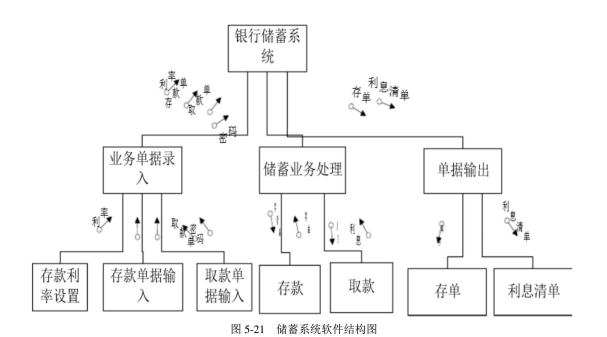 银行储蓄系
统
利率
存款单
取款单
密码
存单
利息清单
业务单据录
入
储蓄业务处理
单据输出
利率
取款单
密码
利息
利息清单
存款利
率设置
存款单据输
入
取款单
据输入
存款
取款
存单
利息清单
图 5-21 储蓄系统软件结构图